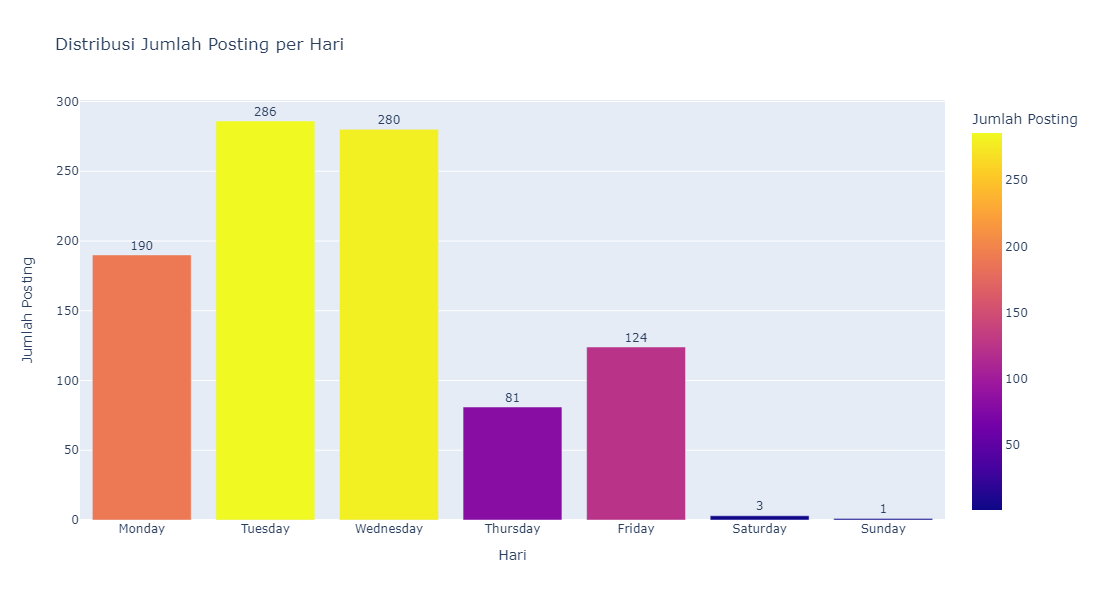 Distribusi Jumlah Posting per Hari
Jumlah Posting
300
250
200
150
100
50
0
190
286
280
81
124
3
1
Monday
Tuesday
Wednesday
Thursday
Friday
Saturday
Sunday
Hari
Jumlah Posting
250
200
150
100
50